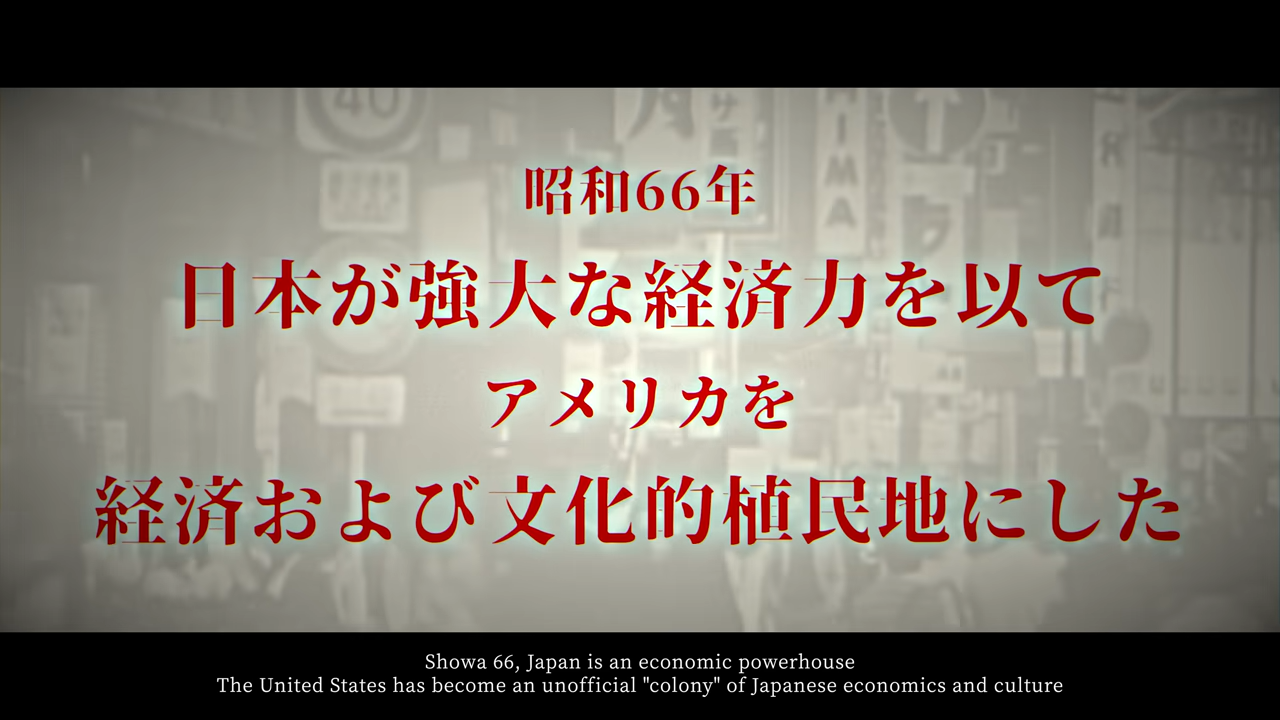 昭和66年
日本が強大な経済力を以て
アメリカを
経済および文化的植民地にした
Showa 66, Japan is an economic powerhouse
The United States has become an unofficial "colony" of Japanese economics and culture